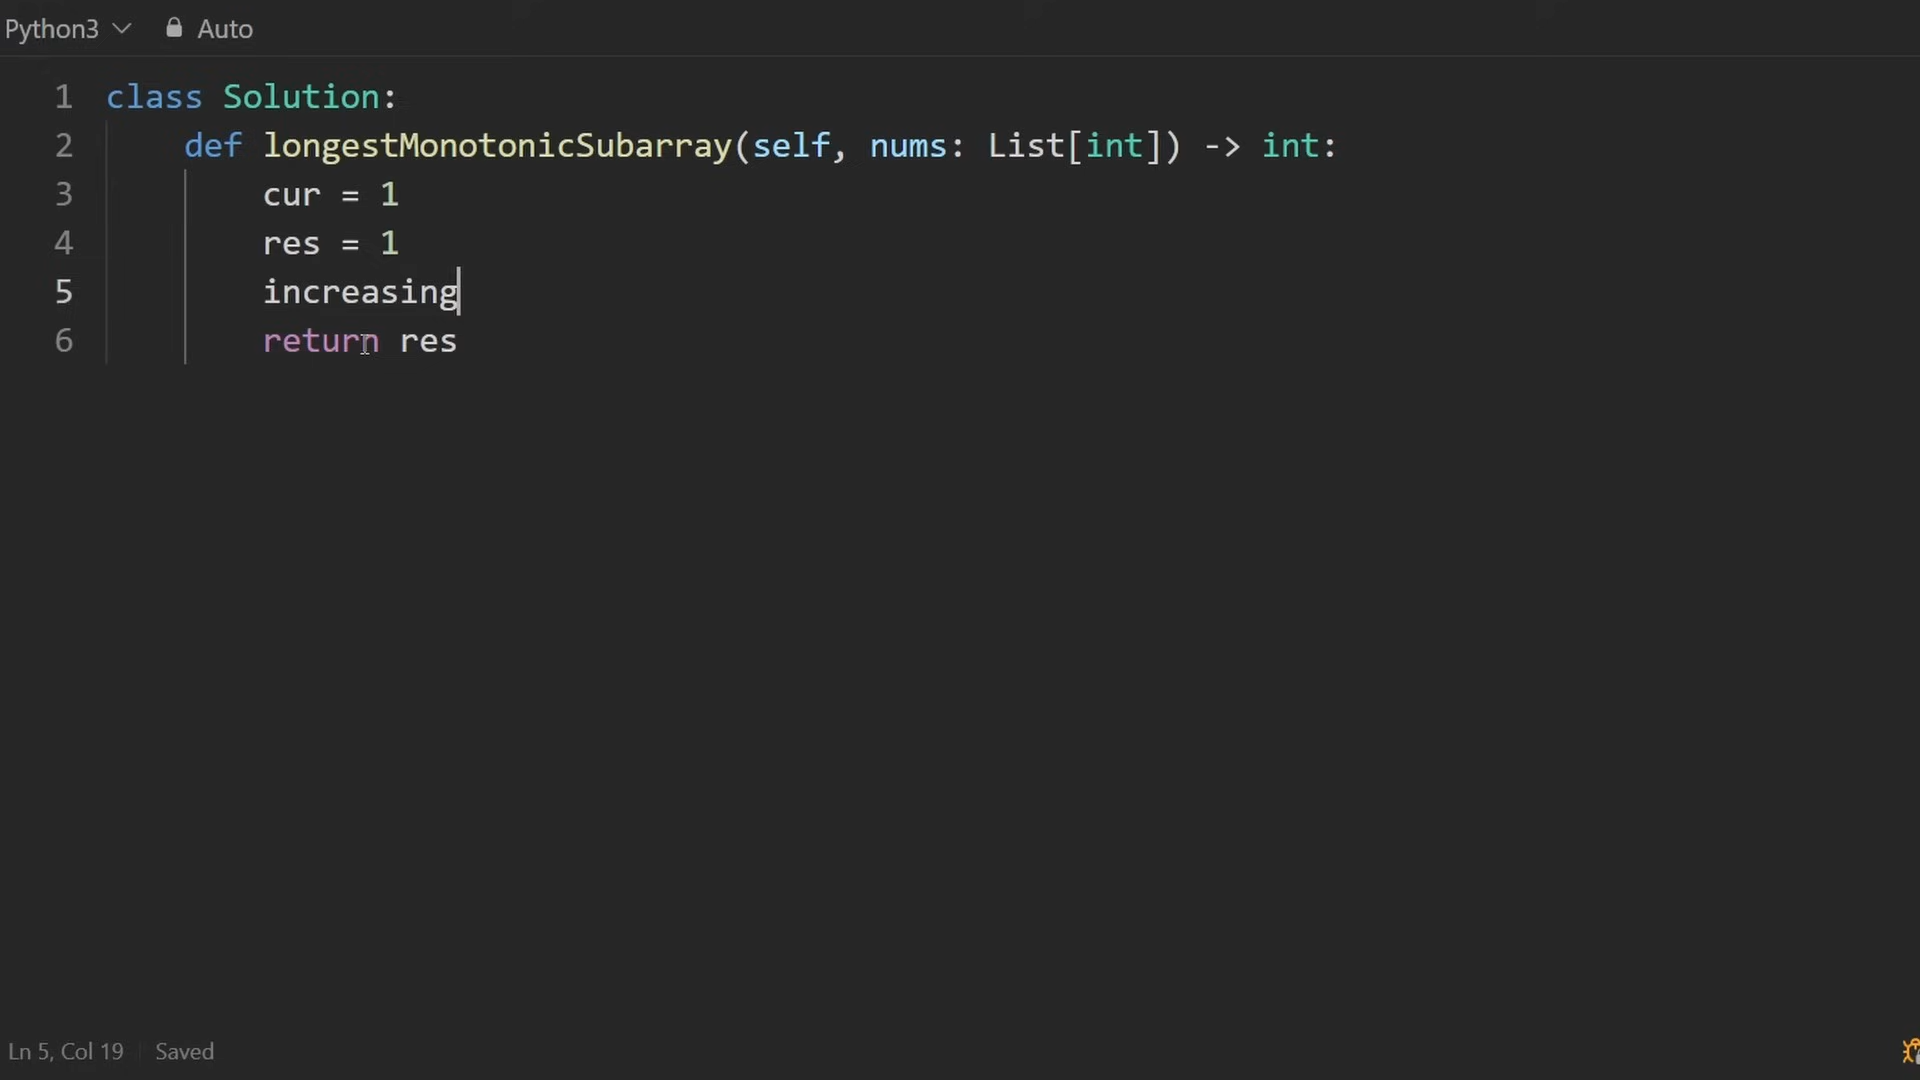 Python3 Auto
1 class Solution:
2 def longestMonotonicSubarray(self, nums: List[int]) -> int:
3 cur = 1
4 res = 1
5 increasing
6 return res
Ln 5, Col 19 Saved